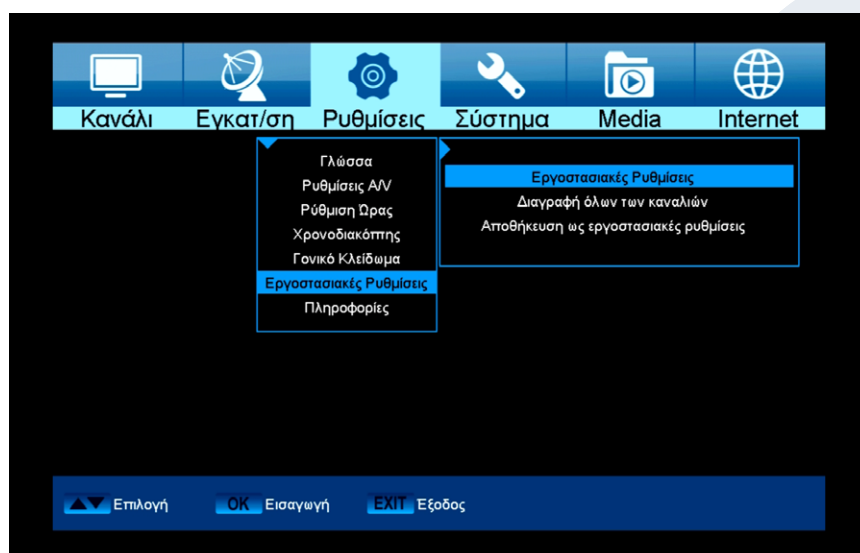 Κανάλι Εγκατ/ση Ρυθμίσεις Σύστημα Media Internet
Γλώσσα
Ρυθμίσεις A/V
Ρύθμιση Ώρας
Χρονοδιακόπτης
Γονικό Κλείδωμα
Εργοστασιακές Ρυθμίσεις
Πληροφορίες
Εργοστασιακές Ρυθμίσεις
Διαγραφή όλων των καναλιών
Αποθήκευση ως εργοστασιακές ρυθμίσεις
Επιλογή OK Εισαγωγή EXIT Έξοδος